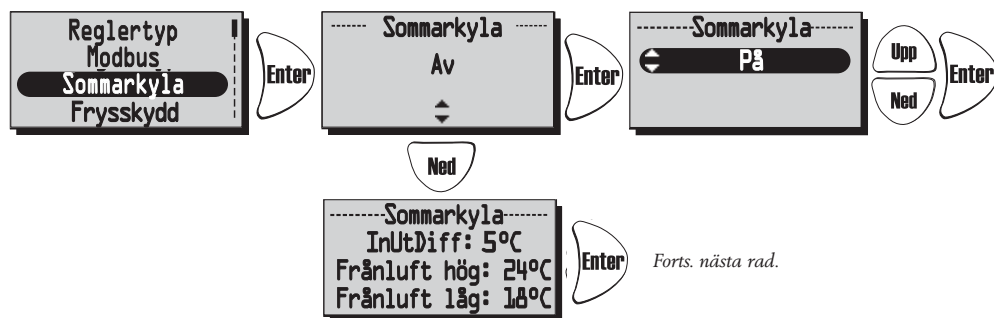 Reglertyp
Modbus
Sommarkyla
Frysskydd
Enter
Sommarkyla
Av
Enter
Sommarkyla
På
Upp
Ned
Enter
Ned
Sommarkyla
InUtDiff: 5°C
Frånluft hög: 24°C
Frånluft låg: 18°C
Enter
Forts. nästa rad.